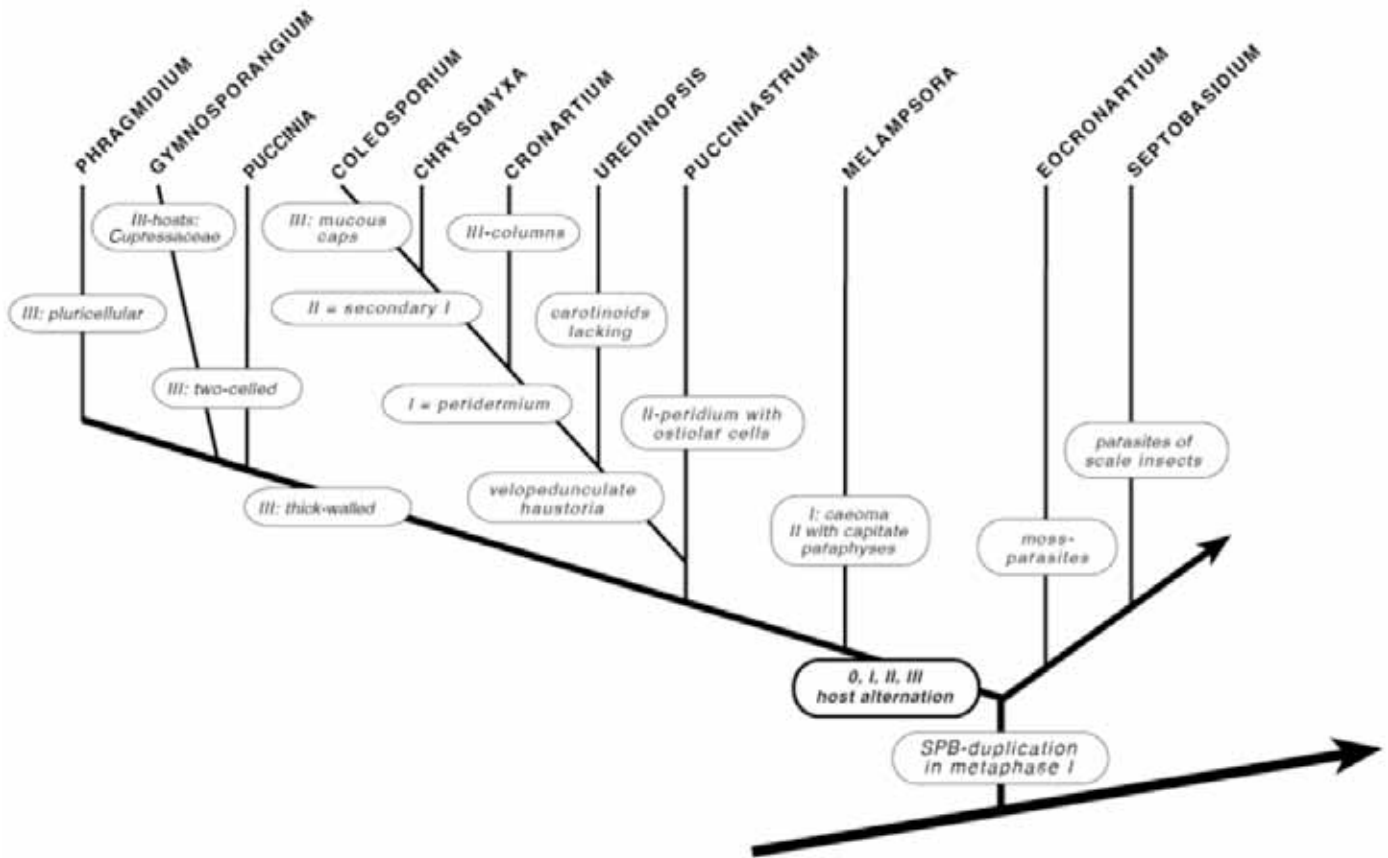 PHRAGMIDIUM
GYMNOSPORANGIUM
PUCCINIA
COLEOSPORIUM
CHRYSOMYXA
CRONARTIUM
UREDINOPSIS
PUCCINIASTRUM
MELAMPSORA
EOCRONARTIUM
SEPTOBASIDIUM
III-hosts:
Cupressaceae
III: mucous
caps
III-columns
III: pluricellular
II = secondary I
carotinoids
lacking
III: two-celled
I = peridermium
II-peridium with
ostiolar cells
parasites of
scale insects
III: thick-walled
velopedunculate
haustoria
I: caeoma
II with capitate
paraphyses
moss-
parasites
0, I, II, III
host alternation
SPB-duplication
in metaphase I